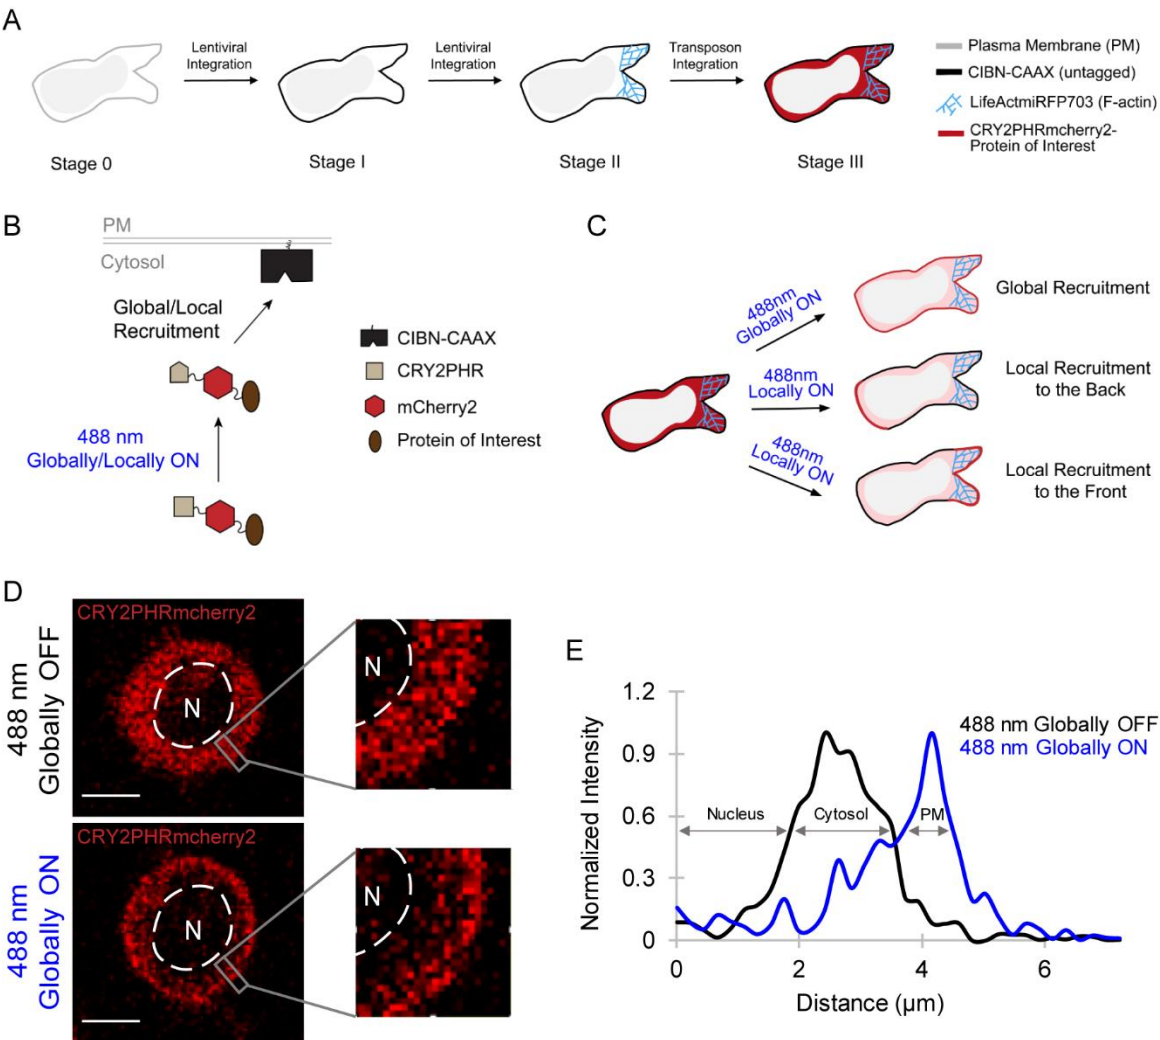 A
Lentiviral
Integration
Lentiviral
Integration
Transposon
Integration
Stage 0
Stage I
Stage II
Stage III
Plasma Membrane (PM)
CIBN-CAAX (untagged)
LifeActmiRFP703 (F-actin)
CRY2PHRmcherry2-
Protein of Interest
B
PM
Cytosol
Global/Local
Recruitment
488 nm
Globally/Locally ON
CIBN-CAAX
CRY2PHR
mCherry2
Protein of Interest
C
488nm
Globally ON
488nm
Locally ON
488nm
Locally ON
Global Recruitment
Local Recruitment
to the Back
Local Recruitment
to the Front
D
488 nm
Globally OFF
CRY2PHRmcherry2
N
N
488 nm
Globally ON
CRY2PHRmcherry2
N
N
E
Normalized Intensity
1.2
0.9
0.6
0.3
0
488 nm Globally OFF
488 nm Globally ON
Nucleus
Cytosol
PM
0
2
4
6
Distance (µm)